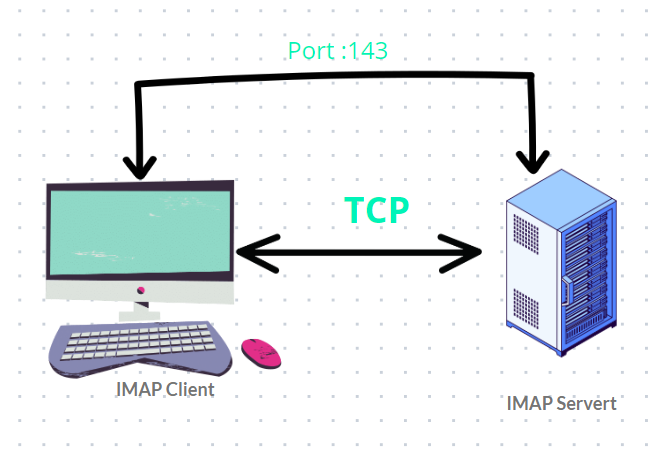 Port :143
TCP
IMAP Client
IMAP Servert